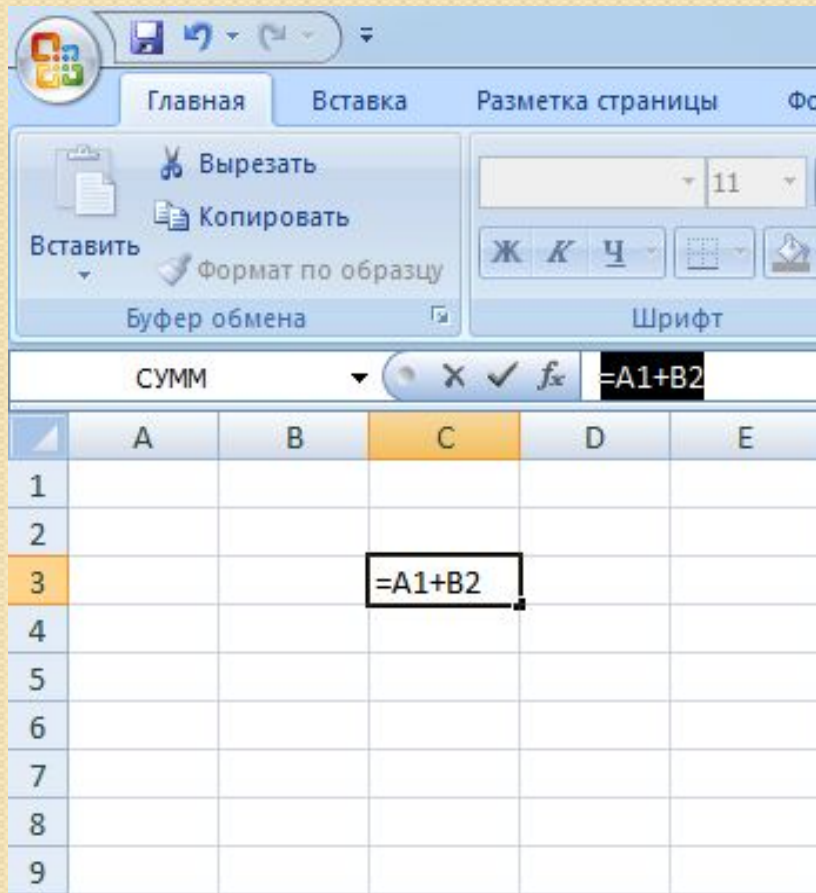 Главная Вставка Разметка страницы Фо
Вставить
Вырезать
Копировать
Формат по образцу
Буфер обмена
11
Ж К Ч
Шрифт
СУММ fx =A1+B2
A B C D E
1
2
3 =A1+B2
4
5
6
7
8
9